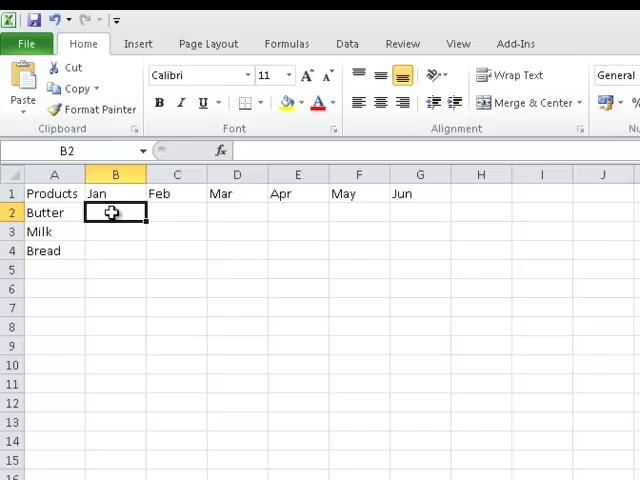 File Home Insert Page Layout Formulas Data Review View Add-Ins
Cut
Copy
Format Painter
Paste
Clipboard
Calibri 11 A A
B I U A
Font
Wrap Text
Merge & Center
Alignment
General
%
B2 fx
A B C D E F G H I J
1 Products Jan Feb Mar Apr May Jun
2 Butter
3 Milk
4 Bread
5
6
7
8
9
10
11
12
13
14
15